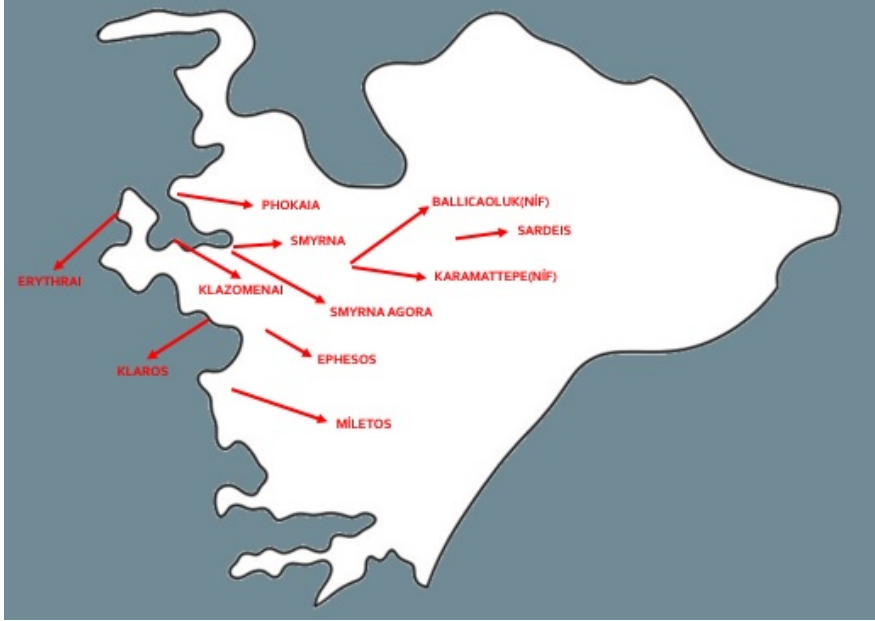 BALLICAOLUK(NİF)
PHOKAIA
SARDEIS
SMYRNA
KARAMATTEPE(NİF)
ERYTHRAI
KLAZOMENAI
SMYRNA AGORA
EPHESOS
KLAROS
MİLETOS